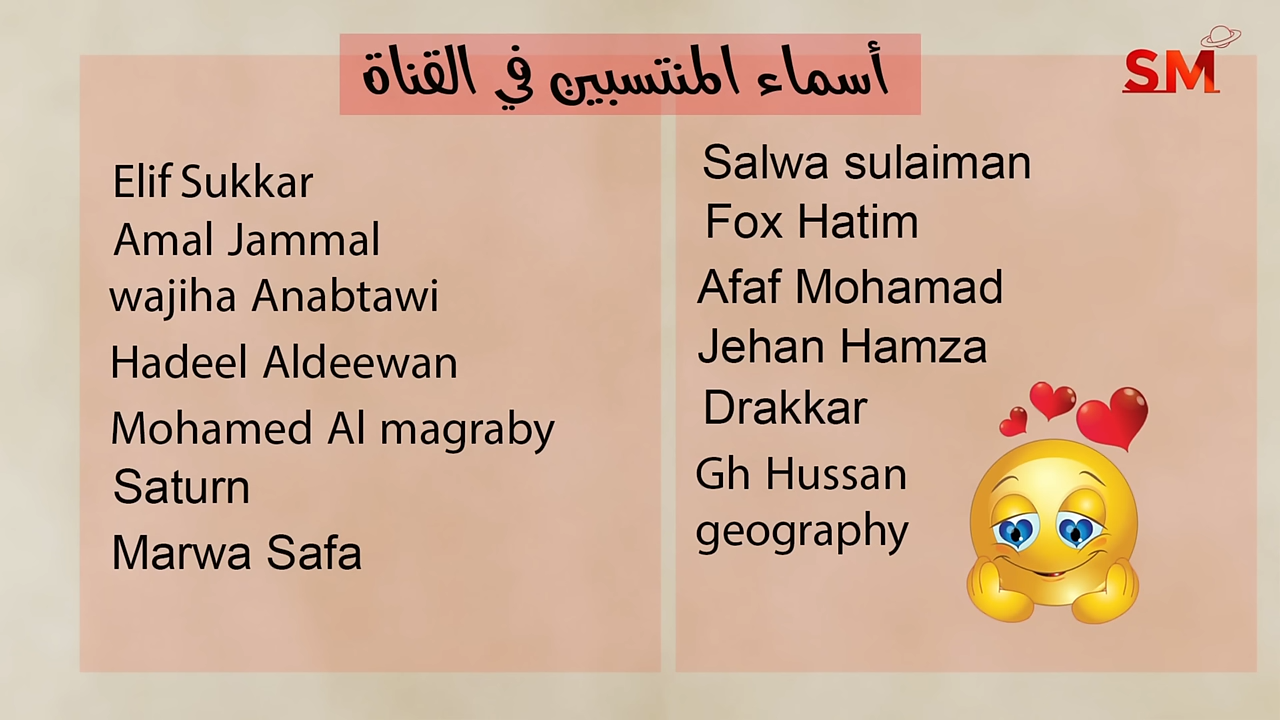 أسماء المنتسبين في القناة
SM
Elif Sukkar
Amal Jammal
wajiha Anabtawi
Hadeel Aldeewan
Mohamed Al magraby
Saturn
Marwa Safa
Salwa sulaiman
Fox Hatim
Afaf Mohamad
Jehan Hamza
Drakkar
Gh Hussan
geography